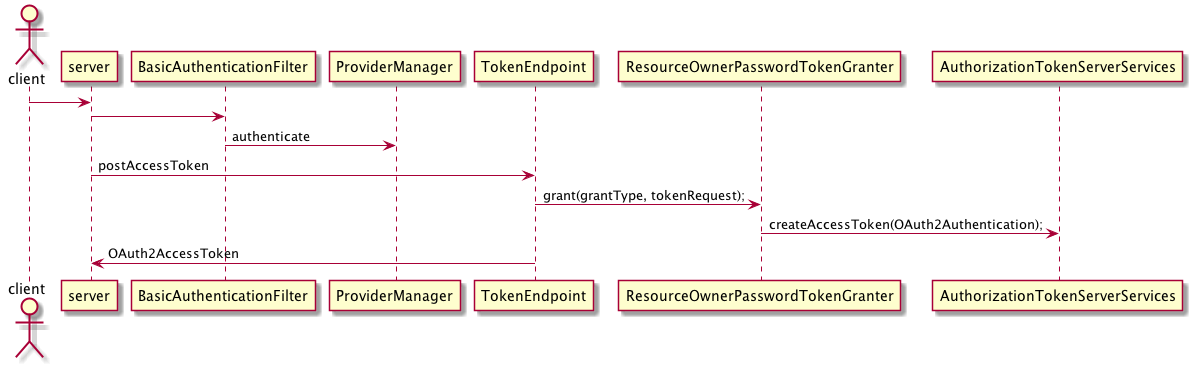 client
server
BasicAuthenticationFilter
ProviderManager
TokenEndpoint
ResourceOwnerPasswordTokenGranter
AuthorizationTokenServerServices
authenticate
postAccessToken
grant(grantType, tokenRequest);
createAccessToken(OAuth2Authentication);
OAuth2AccessToken
client
server
BasicAuthenticationFilter
ProviderManager
TokenEndpoint
ResourceOwnerPasswordTokenGranter
AuthorizationTokenServerServices